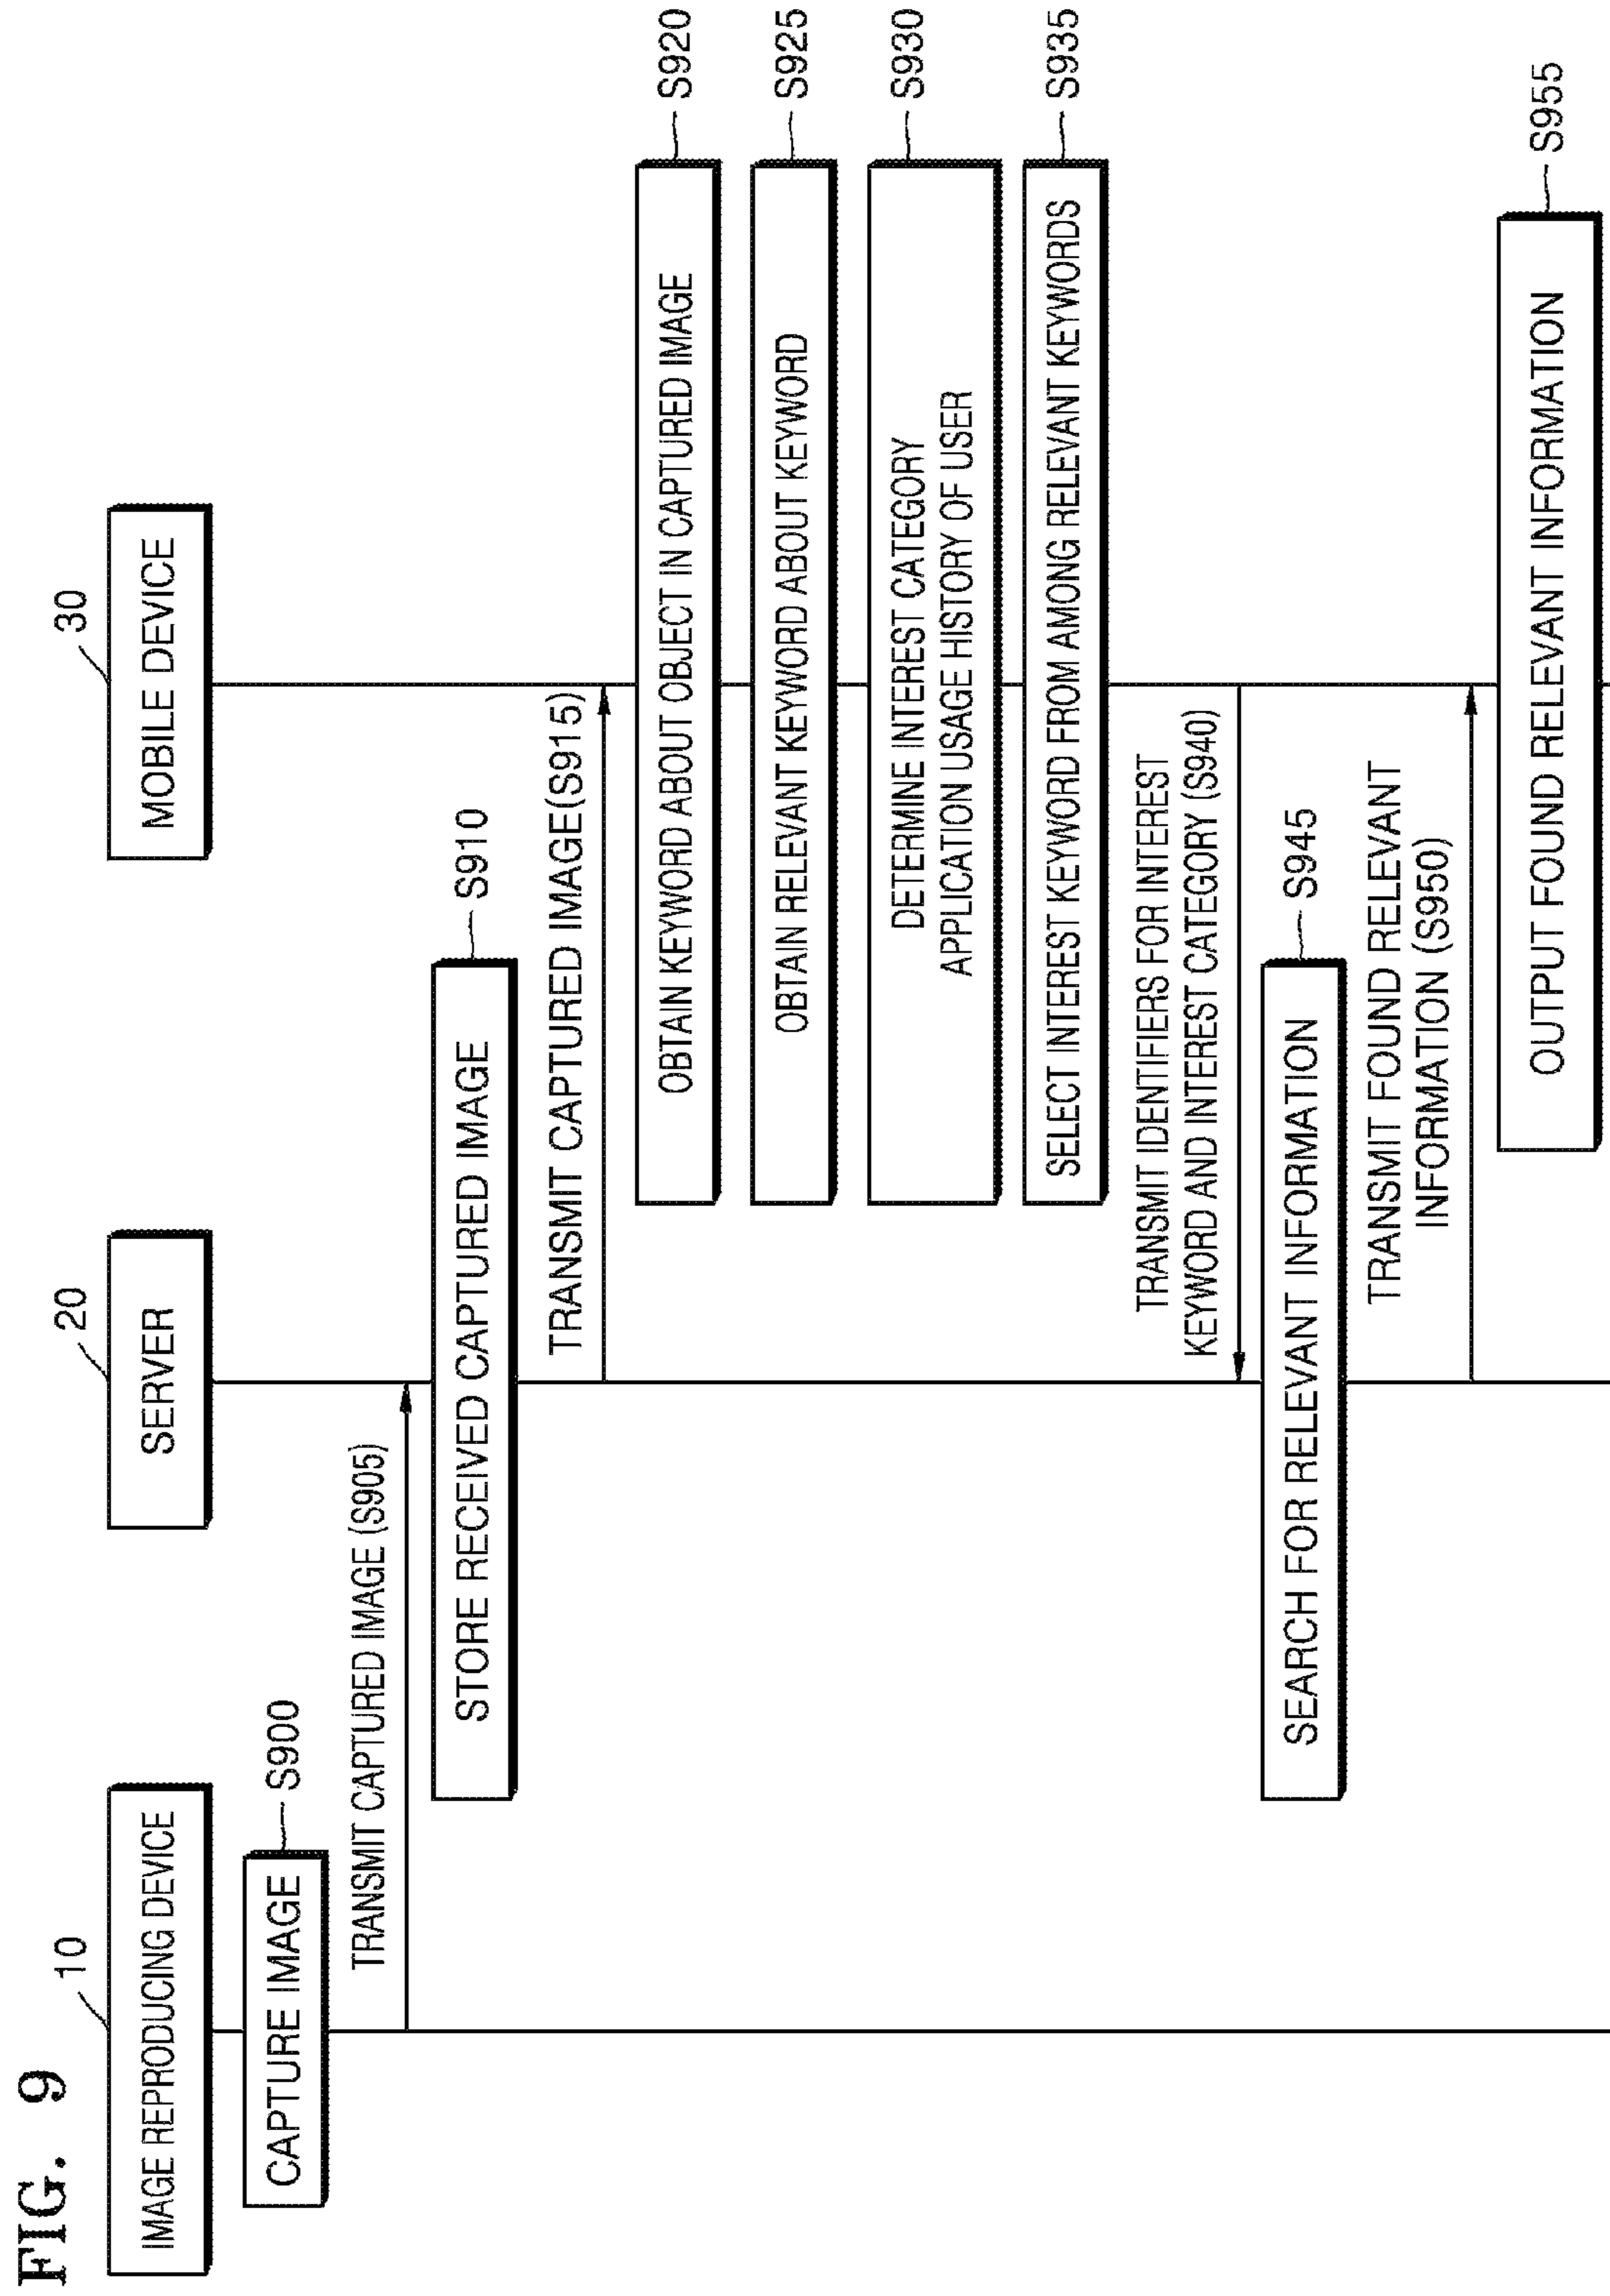 FIG. 9
10
20
30
IMAGE REPRODUCING DEVICE
SERVER
MOBILE DEVICE
CAPTURE IMAGE
S900
TRANSMIT CAPTURED IMAGE (S905)
STORE RECEIVED CAPTURED IMAGE
S910
TRANSMIT CAPTURED IMAGE(S915)
OBTAIN KEYWORD ABOUT OBJECT IN CAPTURED IMAGE
S920
OBTAIN RELEVANT KEYWORD ABOUT KEYWORD
S925
DETERMINE INTEREST CATEGORY
APPLICATION USAGE HISTORY OF USER
S930
SELECT INTEREST KEYWORD FROM AMONG RELEVANT KEYWORDS
S935
TRANSMIT IDENTIFIERS FOR INTEREST
KEYWORD AND INTEREST CATEGORY (S940)
SEARCH FOR RELEVANT INFORMATION
S945
TRANSMIT FOUND RELEVANT
INFORMATION (S950)
OUTPUT FOUND RELEVANT INFORMATION
S955